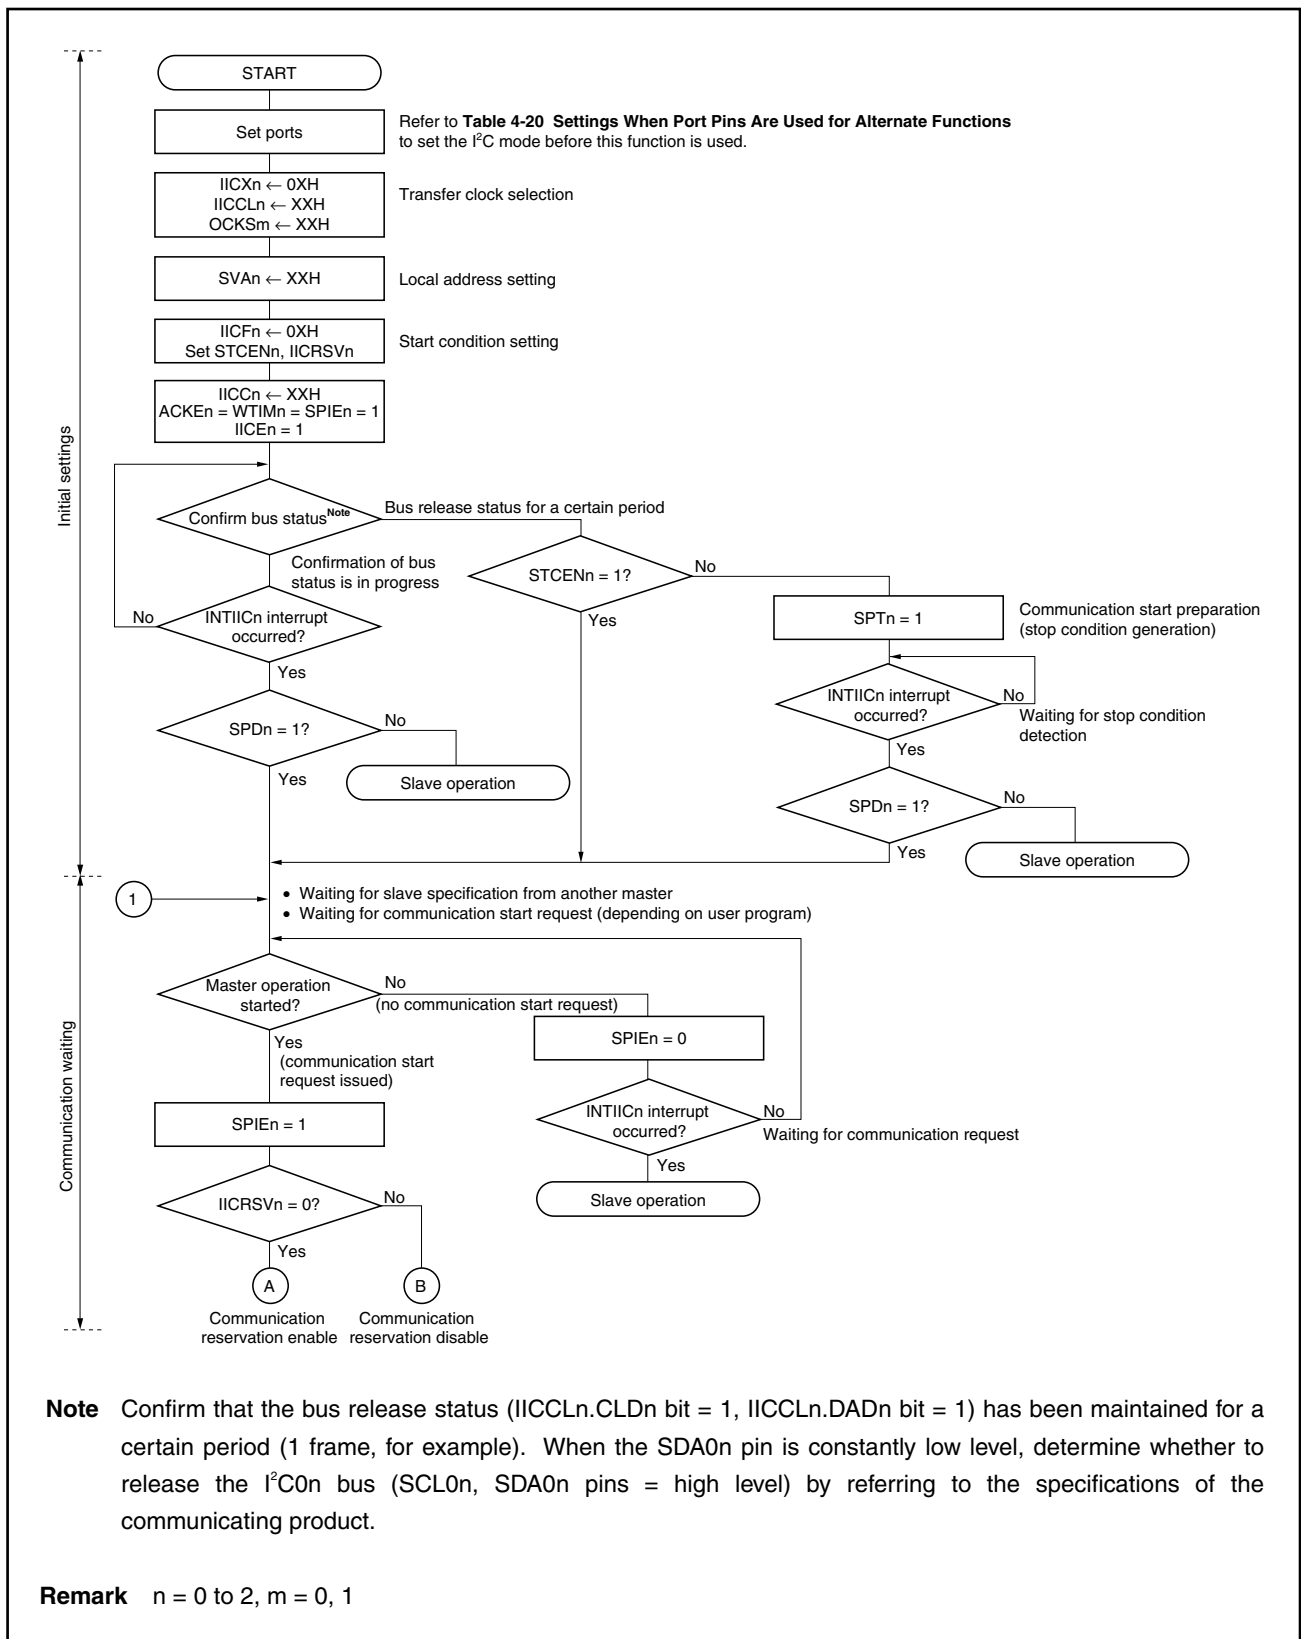 START
Set ports
Refer to Table 4-20  Settings When Port Pins Are Used for Alternate Functions
to set the I²C mode before this function is used.
IICXn ← 0XH
IICCLn ← XXH
OCKSm ← XXH
Transfer clock selection
SVAn ← XXH
Local address setting
IICFn ← 0XH
Set STCENn, IICRSVn
Start condition setting
IICCn ← XXH
ACKEn = WTIMn = SPIEn = 1
IICEn = 1
Initial settings
Confirm bus status Note
Bus release status for a certain period
Confirmation of bus
status is in progress
STCENn = 1?
No
Yes
SPTn = 1
Communication start preparation
(stop condition generation)
INTIICn interrupt
occurred?
No
Yes
INTIICn interrupt
occurred?
No
Waiting for stop condition
detection
Yes
SPDn = 1?
No
Yes
Slave operation
SPDn = 1?
No
Yes
Slave operation
1
• Waiting for slave specification from another master
• Waiting for communication start request (depending on user program)
Communication waiting
Master operation
started?
No
(no communication start request)
Yes
(communication start
request issued)
SPIEn = 0
INTIICn interrupt
occurred?
No
Waiting for communication request
Yes
Slave operation
SPIEn = 1
IICRSVn = 0?
No
Yes
A
B
Communication
reservation enable
Communication
reservation disable
Note Confirm that the bus release status (IICCLn.CLDn bit = 1, IICCLn.DADn bit = 1) has been maintained for a
certain period (1 frame, for example). When the SDA0n pin is constantly low level, determine whether to
release the I²C0n bus (SCL0n, SDA0n pins = high level) by referring to the specifications of the
communicating product.
Remark n = 0 to 2, m = 0, 1